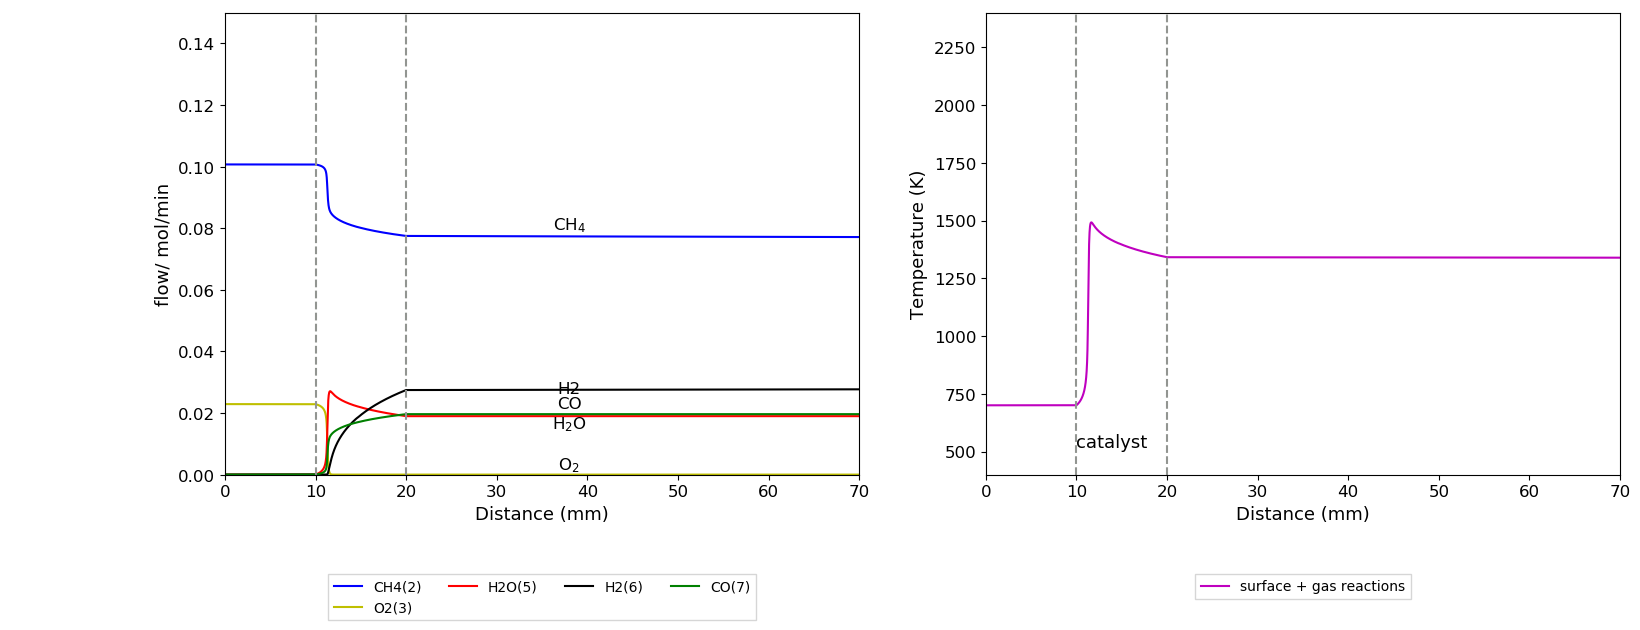 0.14
0.12
0.10
0.08
0.06
0.04
0.02
0.00
flow/ mol/min
CH₄
H2
CO
H₂O
O₂
0 10 20 30 40 50 60 70
Distance (mm)
CH4(2) H2O(5) H2(6) CO(7)
O2(3)
2250
2000
1750
1500
1250
1000
750
500
Temperature (K)
catalyst
0 10 20 30 40 50 60 70
Distance (mm)
surface + gas reactions